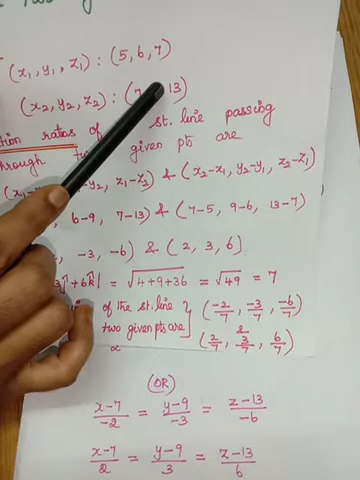 (x₁, y₁, z₁) : (5, 6, 7)
(x₂, y₂, z₂) : (7 13)
ratios of st. line passing
two given pts are
y₂, z₁-z₂) & (x₂-x₁, y₂-y₁, z₂-z₁)
6-9, 7-13) & (7-5, 9-6, 13-7)
-3, -6) & (2, 3, 6)
+6k̂| = √4+9+36 = √49 = 7
of the st. line (-2/7, -3/7, -6/7)
two given pts are (2/7, 3/7, 6/7)
(OR)
x-7/-2 = y-9/-3 = z-13/-6
x-7/2 = y-9/3 = z-13/6